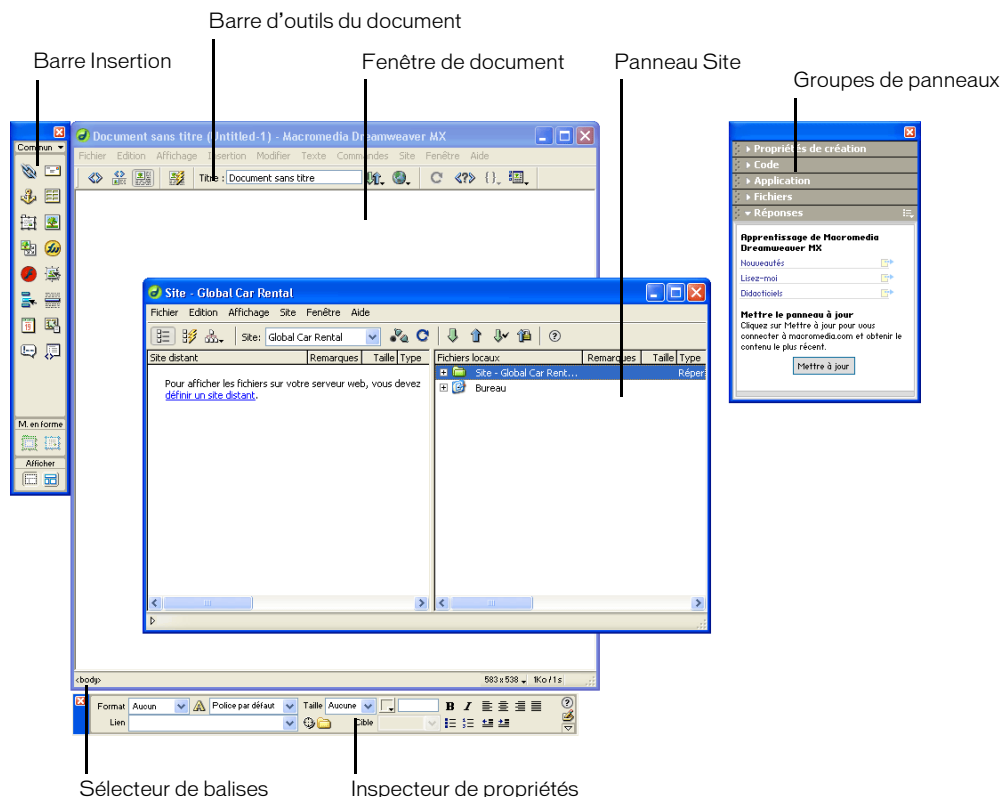 Barre d'outils du document
Barre Insertion
Fenêtre de document
Panneau Site
Groupes de panneaux
Commun
M. en forme
Afficher
Document sans titre (Untitled-1) - Macromedia Dreamweaver MX
Fichier Edition Affichage Insertion Modifier Texte Commandes Site Fenêtre Aide
Titre : Document sans titre
Site - Global Car Rental
Fichier Edition Affichage Site Fenêtre Aide
Site: Global Car Rental
Site distant Remarques Taille Type
Fichiers locaux Remarques Taille Type
Pour afficher les fichiers sur votre serveur web, vous devez
définir un site distant.
Site - Global Car Rent... Réper
Bureau
<body>
583 x 538 1Ko / 1 s
Propriétés de création
Code
Application
Fichiers
Réponses
Apprentissage de Macromedia
Dreamweaver MX
Nouveautés
Lisez-moi
Didacticiels
Mettre le panneau à jour
Cliquez sur Mettre à jour pour vous
connecter à macromedia.com et obtenir le
contenu le plus récent.
Mettre à jour
Format Aucun Police par défaut Taille Aucune B I
Lien Cible
Sélecteur de balises
Inspecteur de propriétés